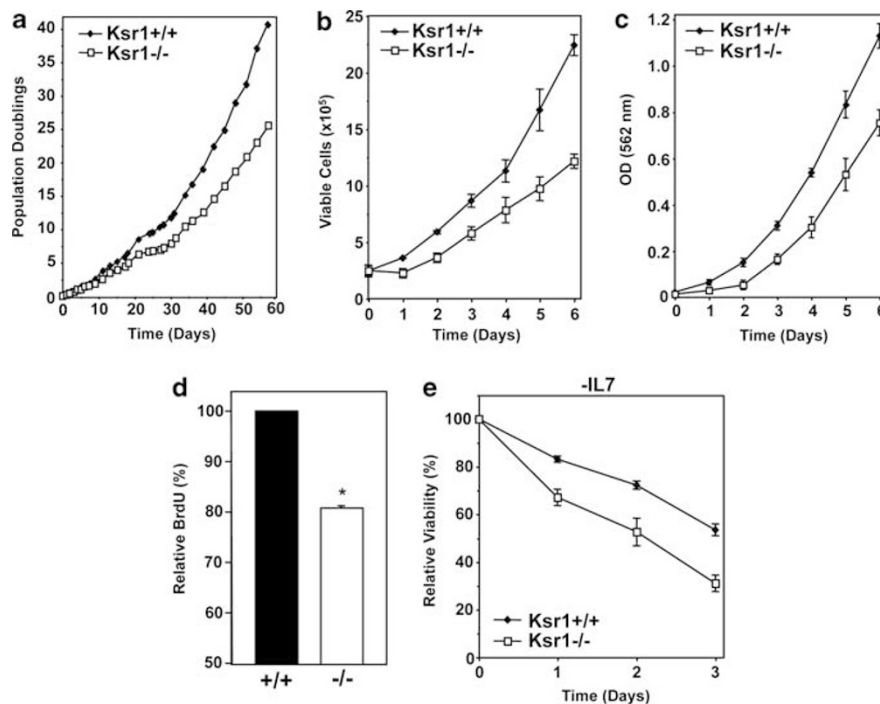 a
Ksr1+/+
Ksr1-/-
Population Doublings
40
35
30
25
20
15
10
5
0
0 10 20 30 40 50 60
Time (Days)
b
Ksr1+/+
Ksr1-/-
Viable Cells (x10⁵)
25
20
15
10
5
0
0 1 2 3 4 5 6
Time (Days)
c
Ksr1+/+
Ksr1-/-
OD (562 nm)
1.2
1.0
0.8
0.6
0.4
0.2
0
0 1 2 3 4 5 6
Time (Days)
d
Relative BrdU (%)
100
90
80
70
60
50
*
+/+ -/-
e
-IL7
Relative Viability (%)
100
80
60
40
20
0
Ksr1+/+
Ksr1-/-
0 1 2 3
Time (Days)